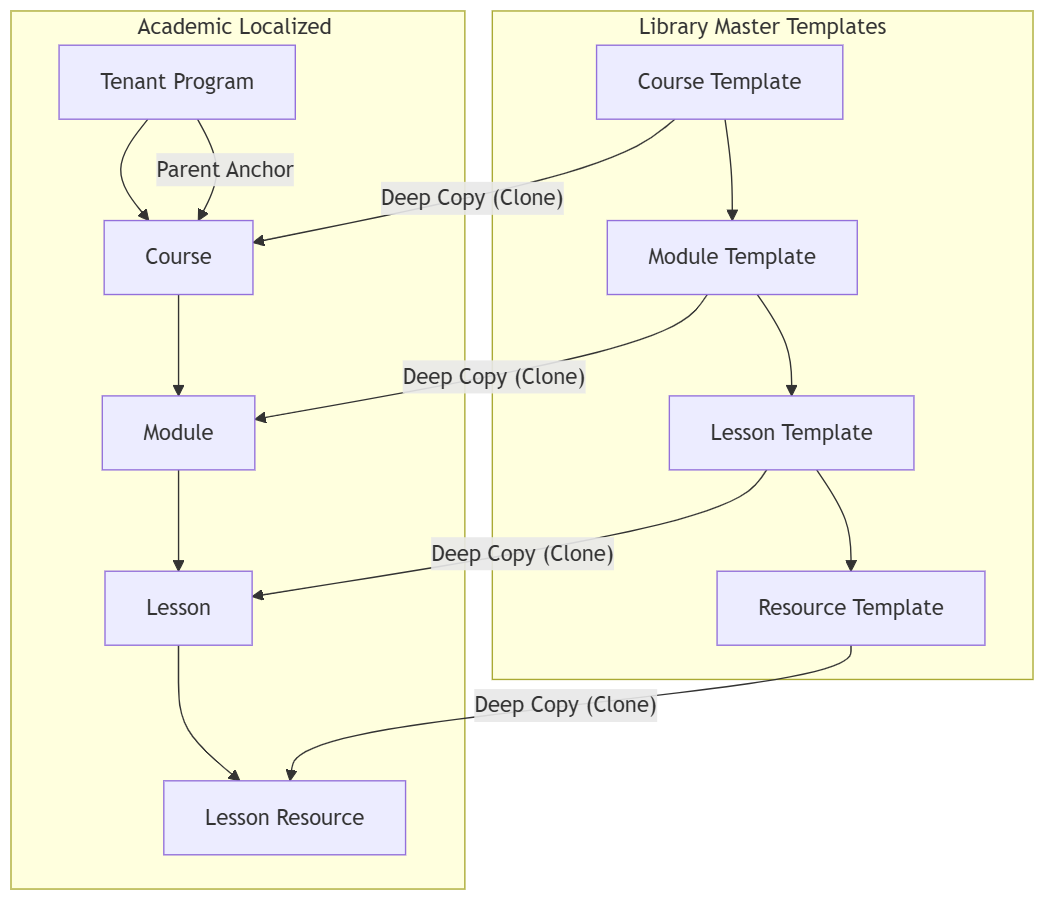 Academic Localized
Library Master Templates
Tenant Program
Course Template
Parent Anchor
Deep Copy (Clone)
Course
Module Template
Deep Copy (Clone)
Module
Lesson Template
Deep Copy (Clone)
Lesson
Resource Template
Deep Copy (Clone)
Lesson Resource